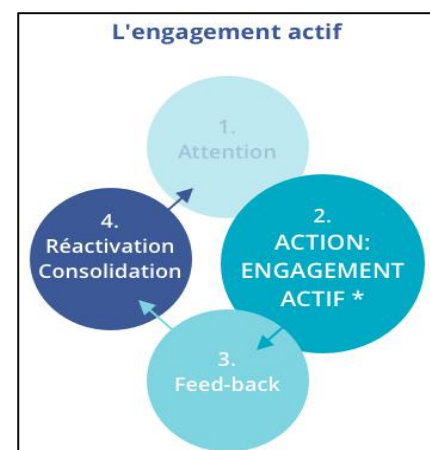 L'engagement actif
1.
Attention
2.
ACTION:
ENGAGEMENT
ACTIF *
3.
Feed-back
4.
Réactivation
Consolidation